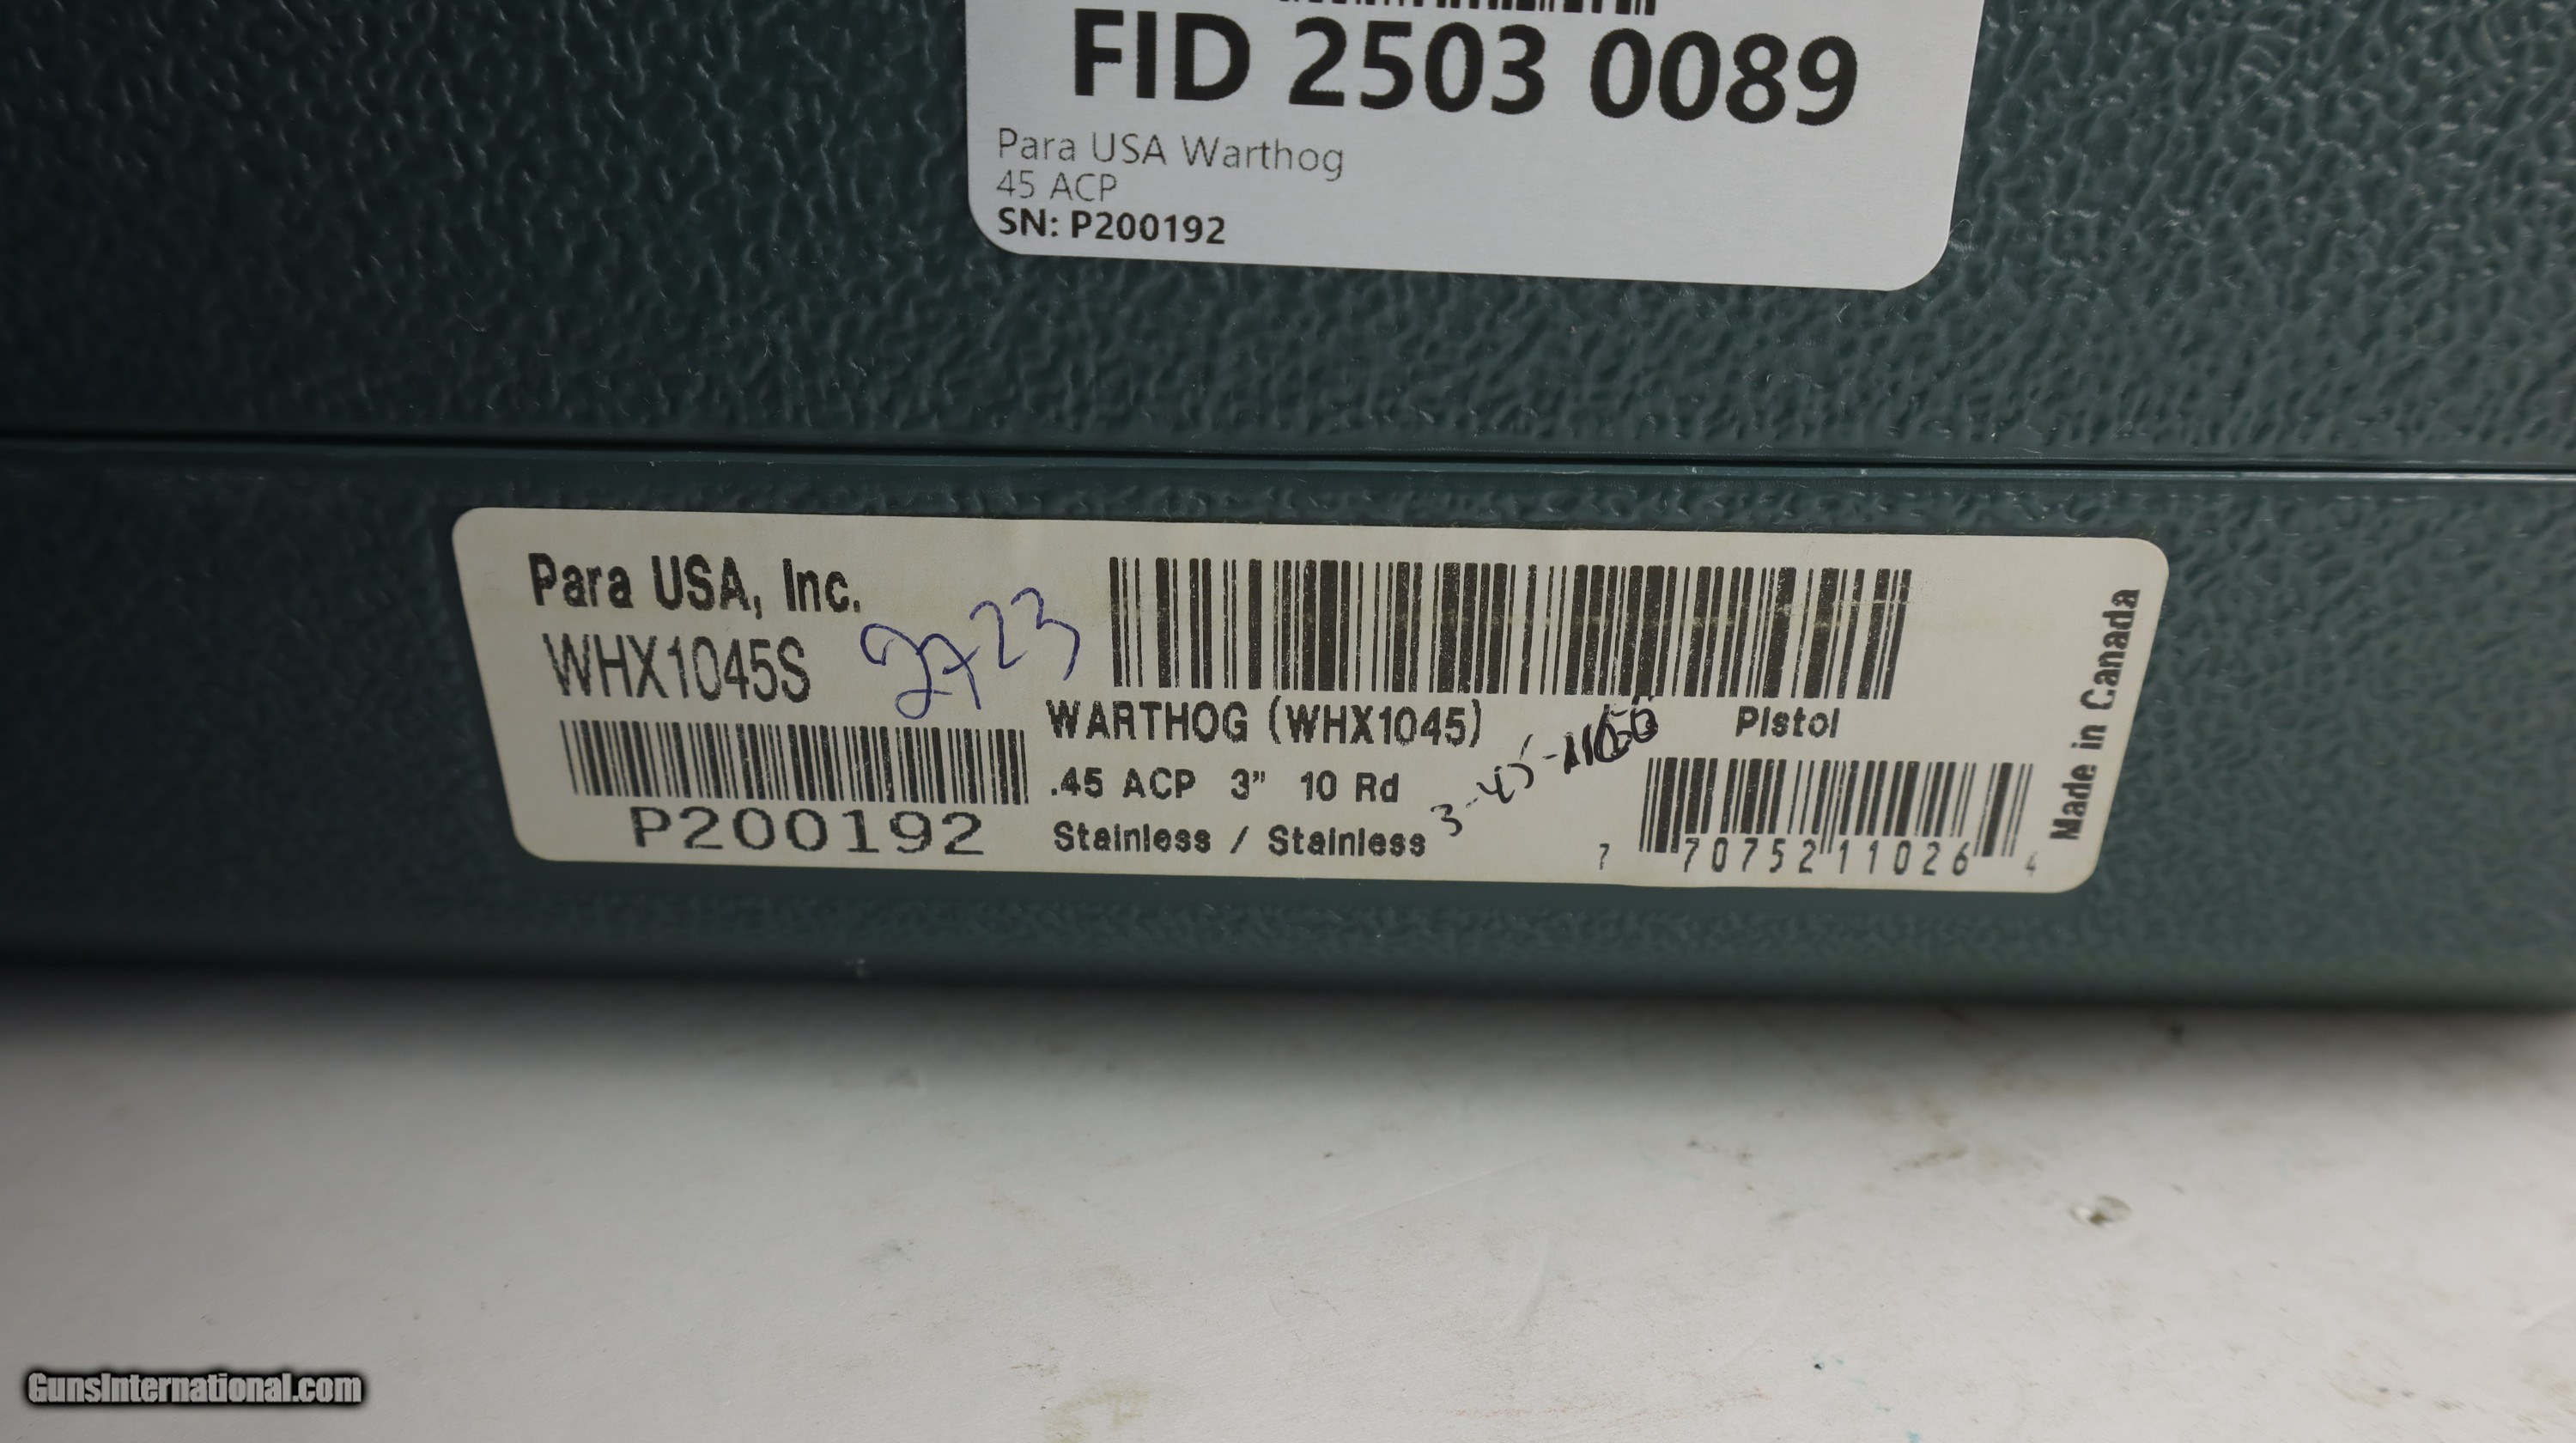 FID 2503 0089
Para USA Warthog
45 ACP
SN: P200192
Para USA, Inc.
WHX1045S
P200192
WARTHOG (WHX1045)
Pistol
.45 ACP 3" 10 Rd
Stainless / Stainless
7 70752 11026 4
Made in Canada
GunsInternational.com